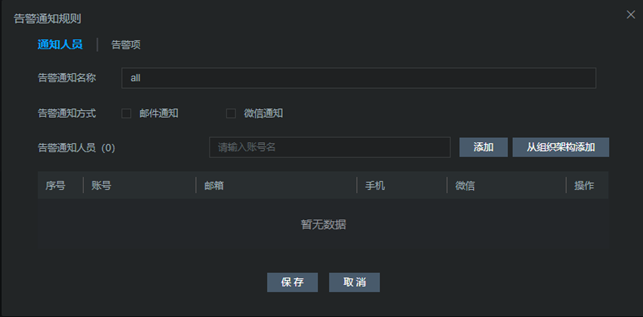 告警通知规则
通知人员 告警项
告警通知名称 all
告警通知方式 邮件通知 微信通知
告警通知人员（0） 请输入账号名 添加 从组织架构添加
序号 账号 邮箱 手机 微信 操作
暂无数据
保存 取消